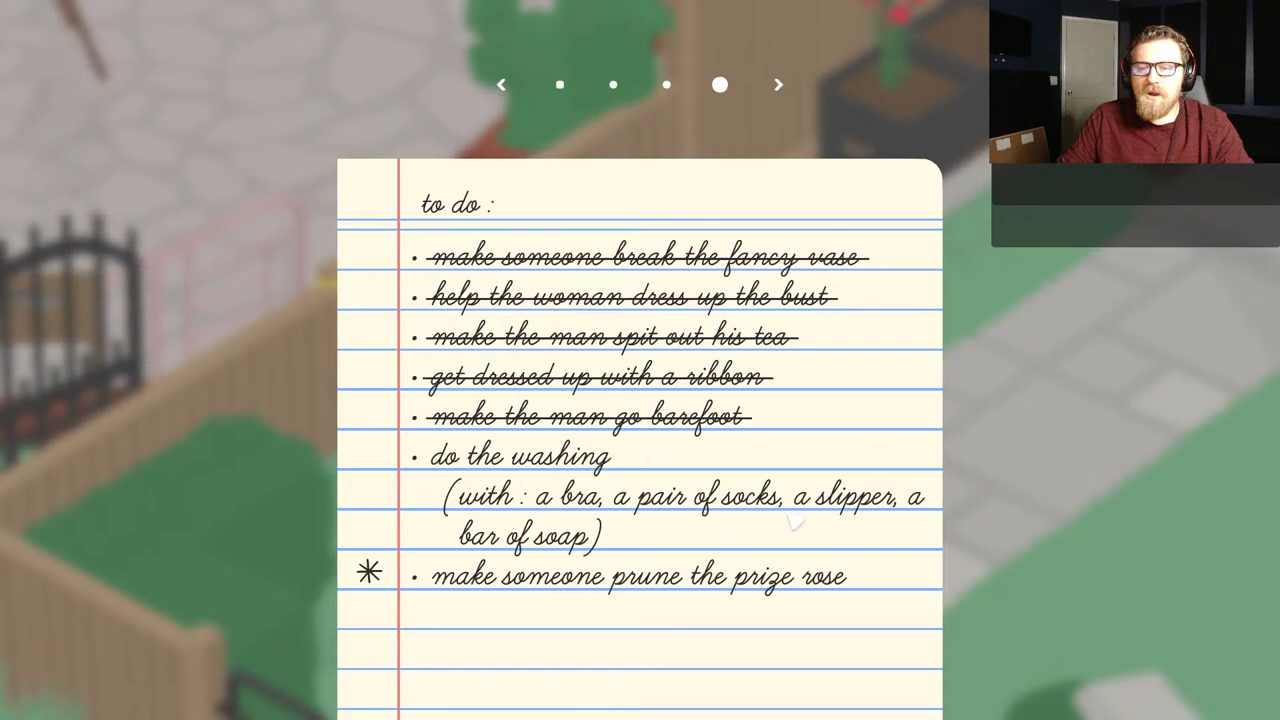 to do :
· make someone break the fancy vase
· help the woman dress up the bust
· make the man spit out his tea
· get dressed up with a ribbon
· make the man go barefoot
· do the washing
(with : a bra, a pair of socks, a slipper, a
bar of soap)
· make someone prune the prize rose